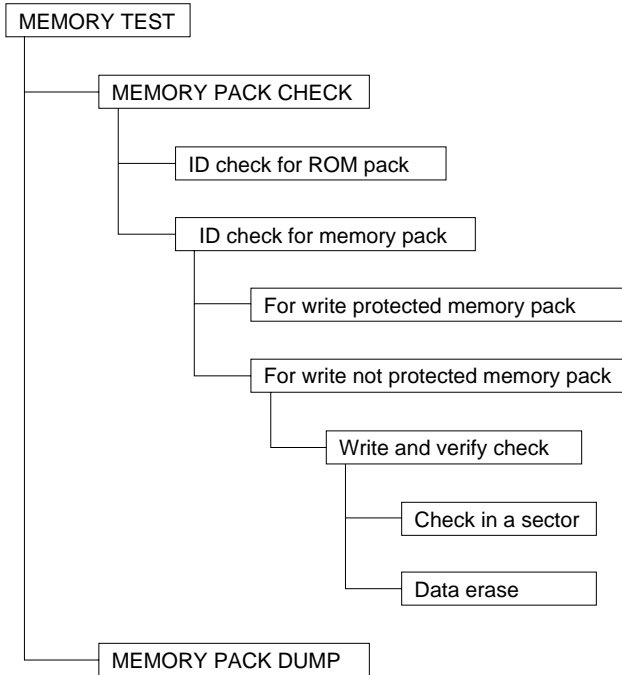 MEMORY TEST
MEMORY PACK CHECK
ID check for ROM pack
ID check for memory pack
For write protected memory pack
For write not protected memory pack
Write and verify check
Check in a sector
Data erase
MEMORY PACK DUMP